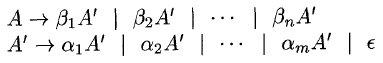 A → β₁A′ | β₂A′ | ⋯ | βₙA′
A′ → α₁A′ | α₂A′ | ⋯ | αₘA′ | ϵ